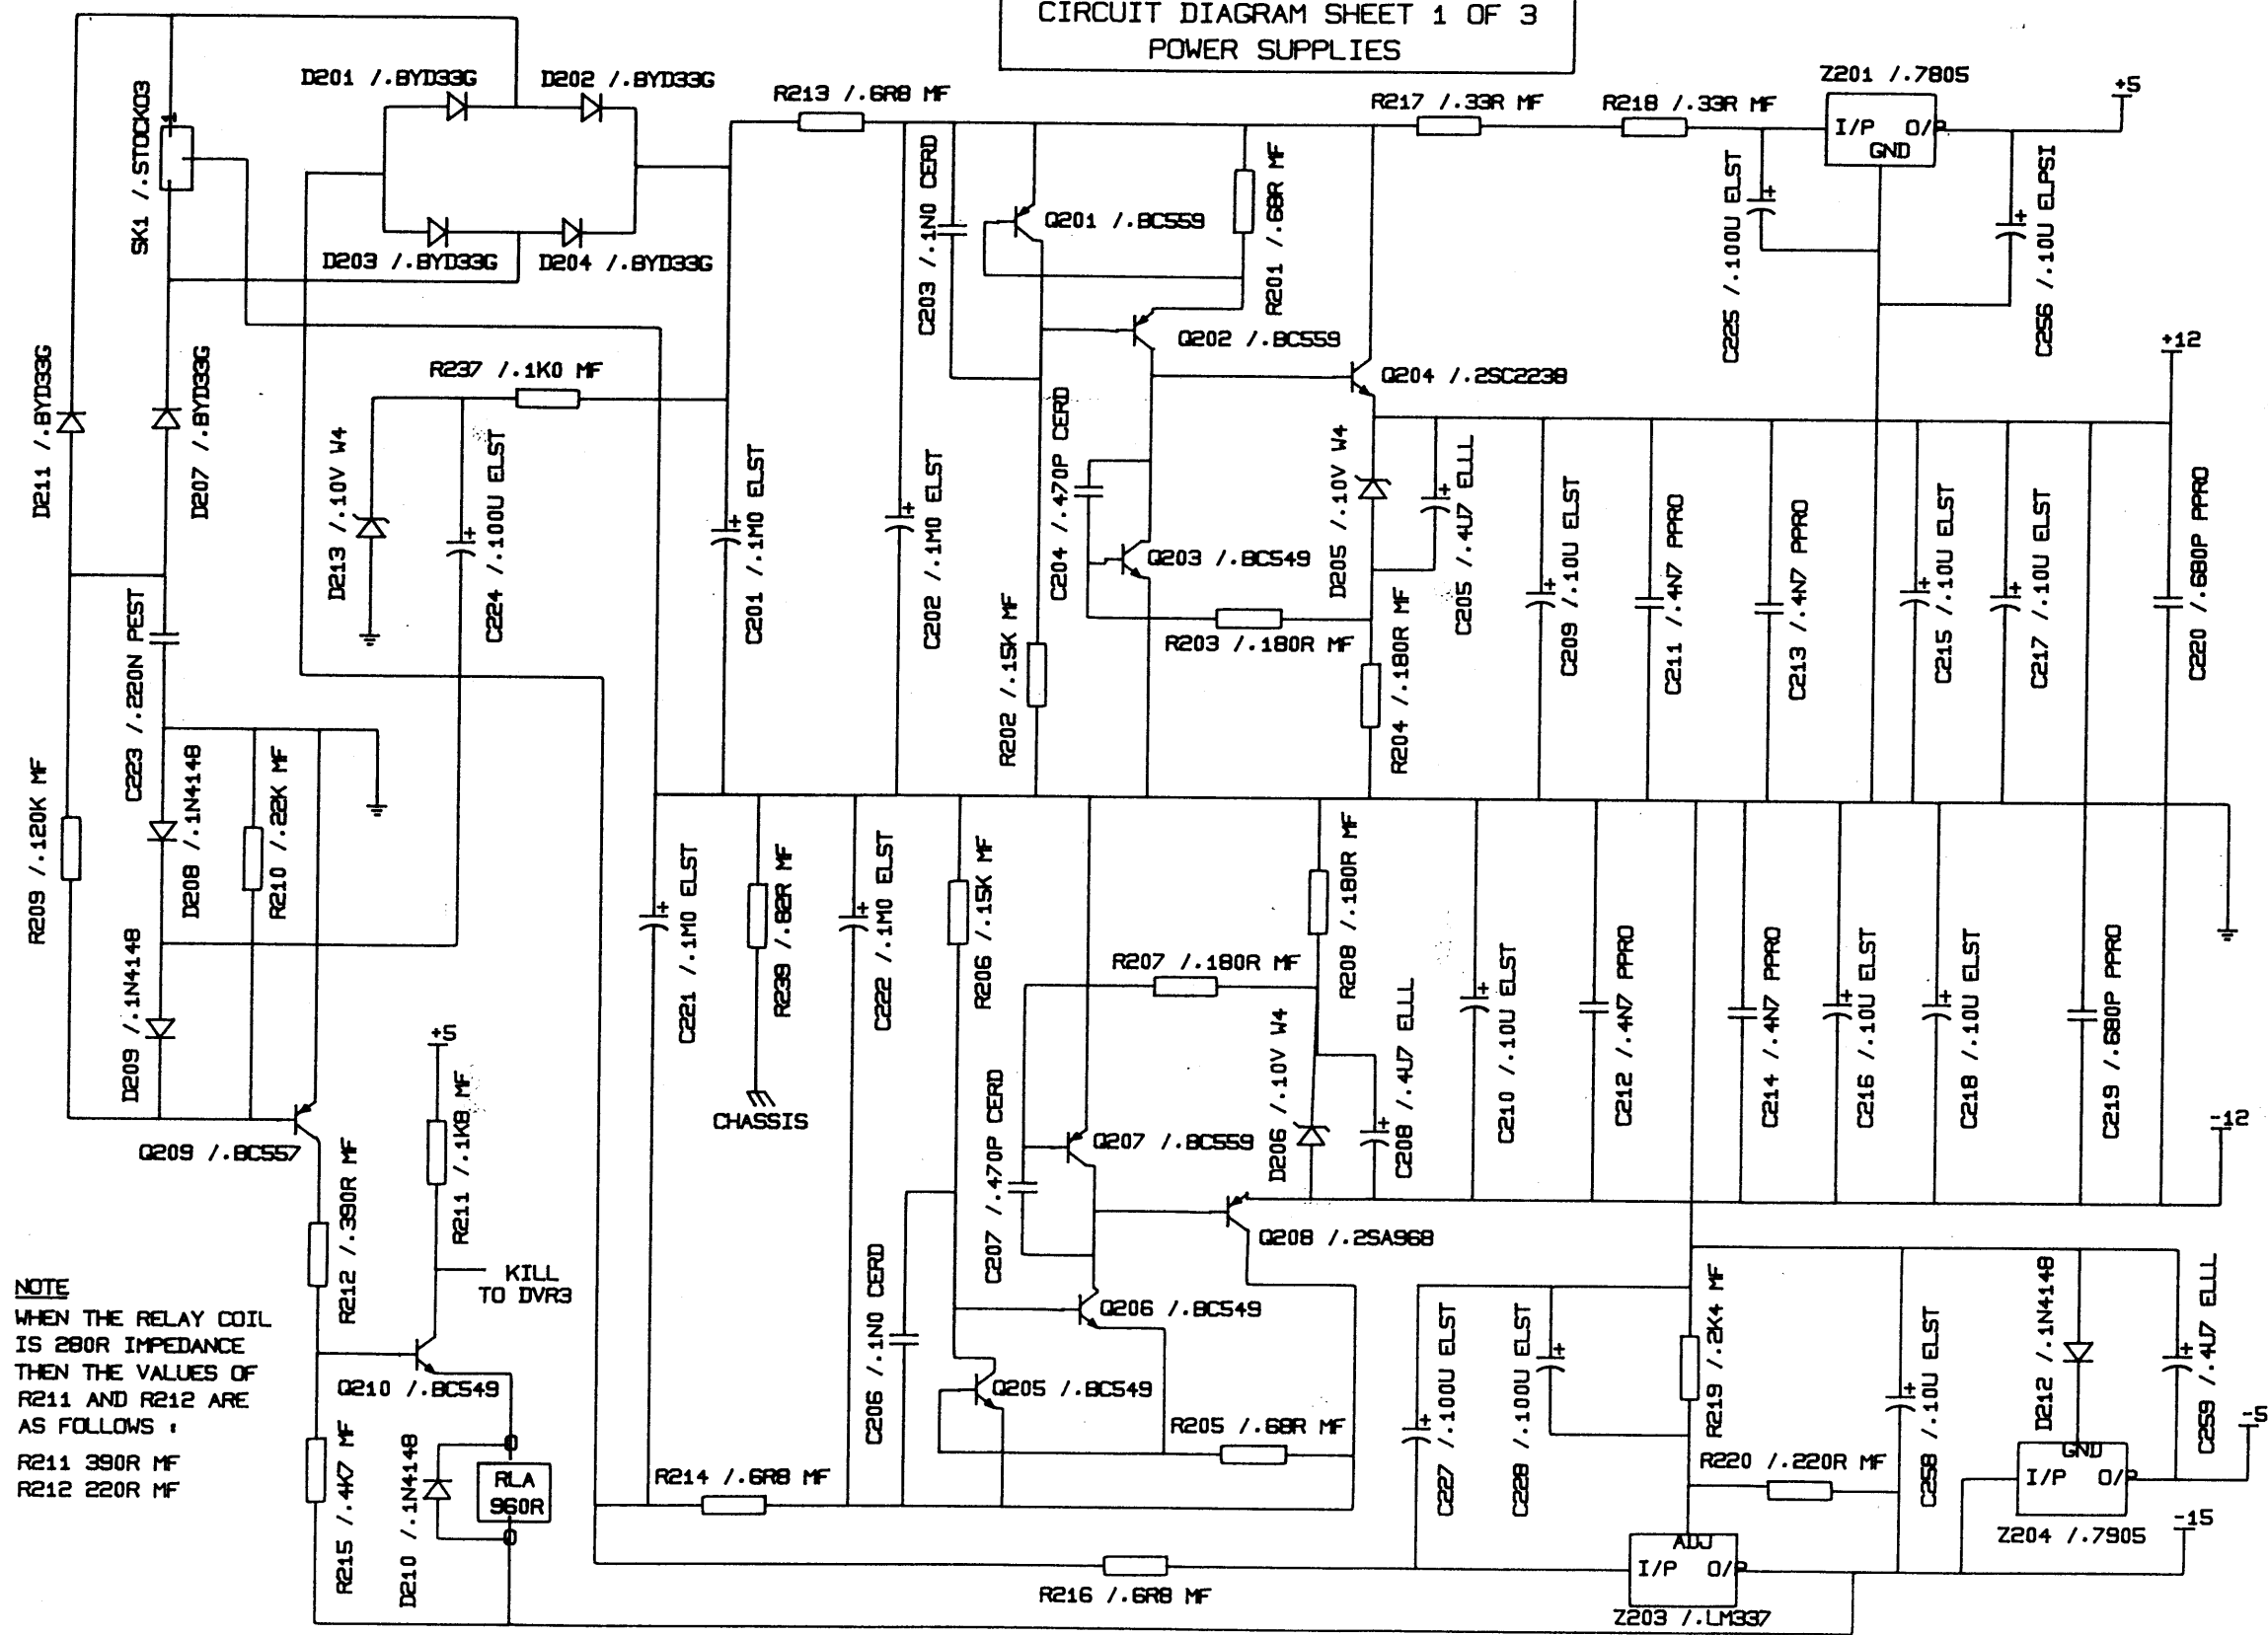 CIRCUIT DIAGRAM SHEET 1 OF 3
POWER SUPPLIES
D201 /.BYD33G
D202 /.BYD33G
D203 /.BYD33G
D204 /.BYD33G
SK1 /.STOCKO3
1
D211 /.BYD33G
D207 /.BYD33G
R213 /.6R8 MF
R217 /.33R MF
R218 /.33R MF
Z201 /.7805
I/P
O/P
GND
+5
C203 /.1N0 CERD
Q201 /.BC559
R201 /.68R MF
Q202 /.BC559
C225 /.100U ELST
C256 /.10U ELPSI
+12
R237 /.1K0 MF
D213 /.10V W4
C224 /.100U ELST
C201 /.1M0 ELST
C202 /.1M0 ELST
Q204 /.2SC2238
C204 /.470P CERD
Q203 /.BC549
D205 /.10V W4
C205 /.4U7 ELLL
R203 /.180R MF
R202 /.15K MF
R204 /.180R MF
C209 /.10U ELST
C211 /.4N7 PPRO
C213 /.4N7 PPRO
C215 /.10U ELST
C217 /.10U ELST
C220 /.680P PPRO
C223 /.220N PEST
R209 /.120K MF
D208 /.1N4148
R210 /.22K MF
D209 /.1N4148
Q209 /.BC557
+5
R211 /.1K8 MF
R212 /.390R MF
KILL
TO DVR3
Q210 /.BC549
R215 /.4K7 MF
D210 /.1N4148
RLA
960R
NOTE
WHEN THE RELAY COIL
IS 280R IMPEDANCE
THEN THE VALUES OF
R211 AND R212 ARE
AS FOLLOWS :
R211 390R MF
R212 220R MF
C221 /.1M0 ELST
R239 /.82R MF
CHASSIS
C222 /.1M0 ELST
R206 /.15K MF
R207 /.180R MF
R208 /.180R MF
D206 /.10V W4
C208 /.4U7 ELLL
C207 /.470P CERD
Q207 /.BC559
Q208 /.2SA968
C206 /.1N0 CERD
Q206 /.BC549
Q205 /.BC549
R205 /.68R MF
R214 /.6R8 MF
R216 /.6R8 MF
C210 /.10U ELST
C212 /.4N7 PPRO
C214 /.4N7 PPRO
C216 /.10U ELST
C218 /.10U ELST
C219 /.680P PPRO
-12
C227 /.100U ELST
C228 /.100U ELST
R219 /.2K4 MF
R220 /.220R MF
C258 /.10U ELST
D212 /.1N4148
C259 /.4U7 ELLL
-5
GND
I/P
O/P
Z204 /.7905
-15
ADJ
I/P
O/P
Z203 /.LM337